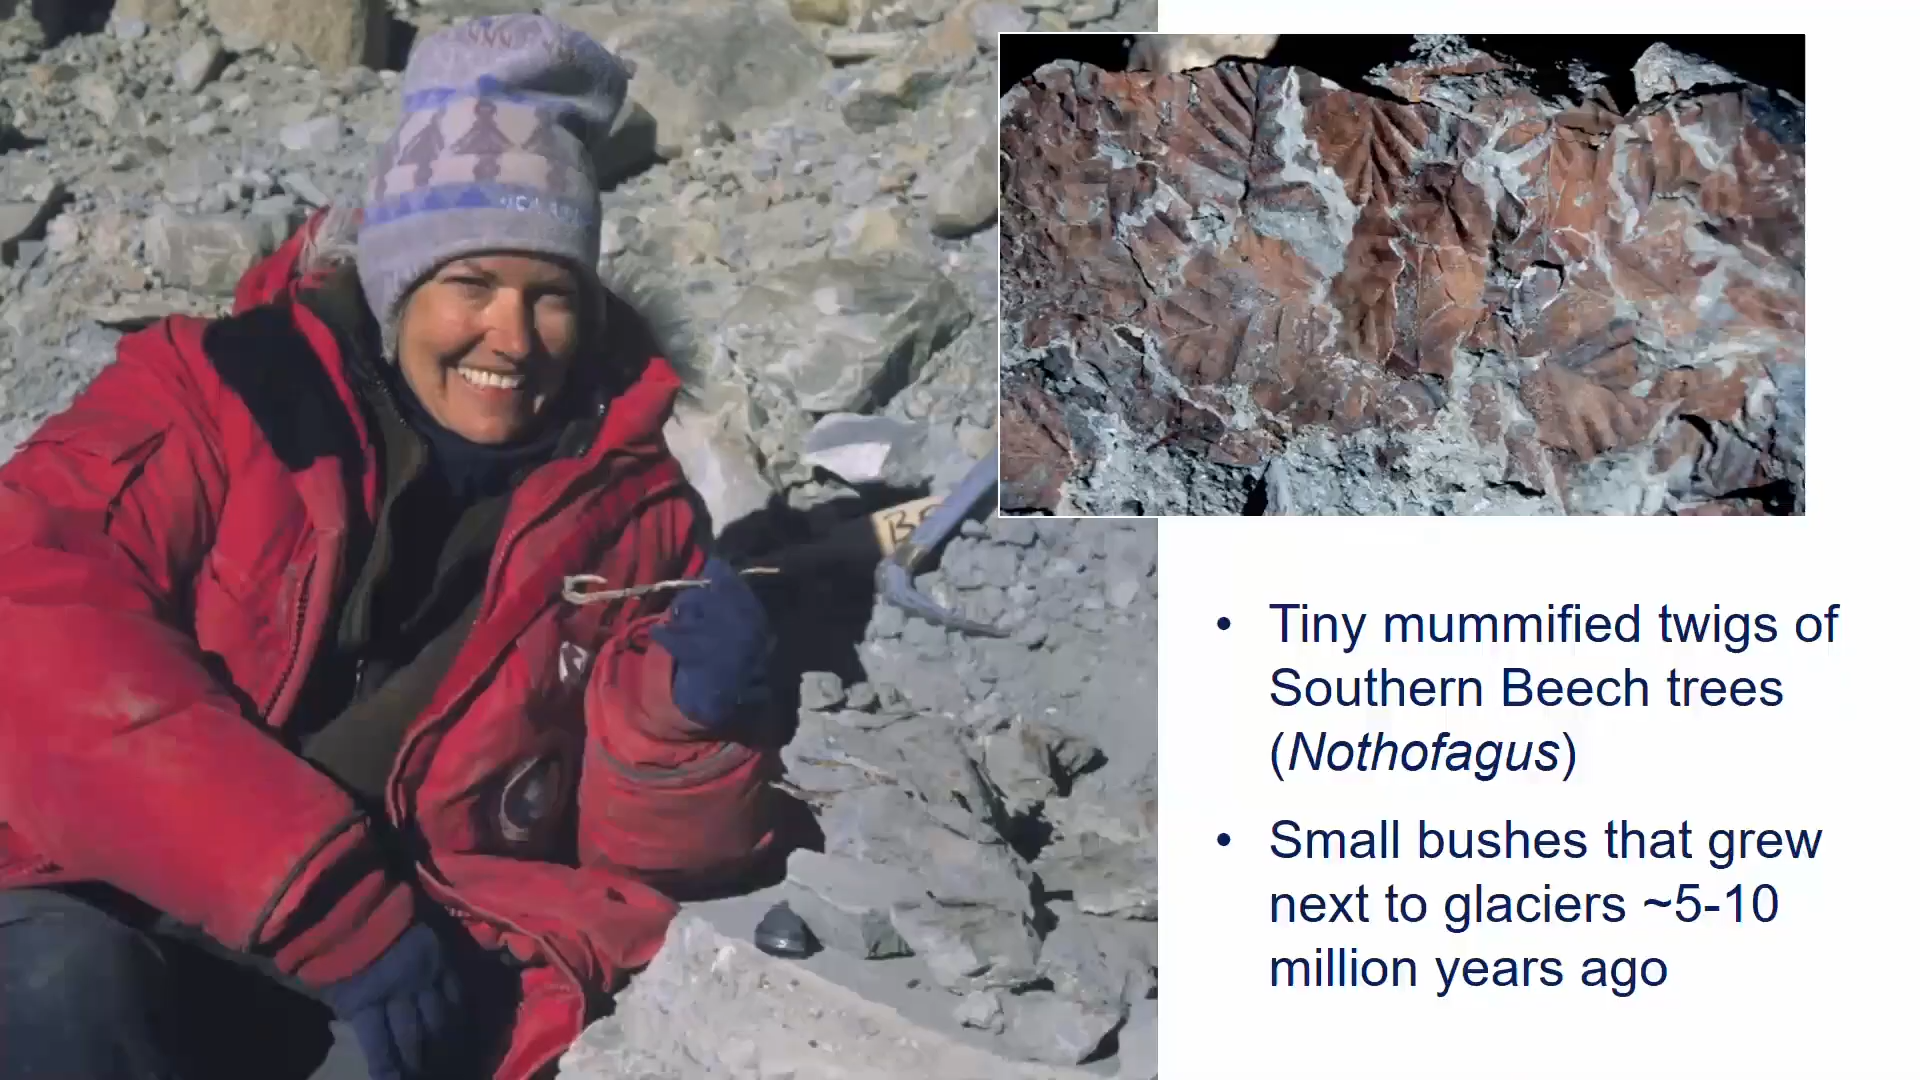 • Tiny mummified twigs of
Southern Beech trees
(Nothofagus)
• Small bushes that grew
next to glaciers ~5-10
million years ago